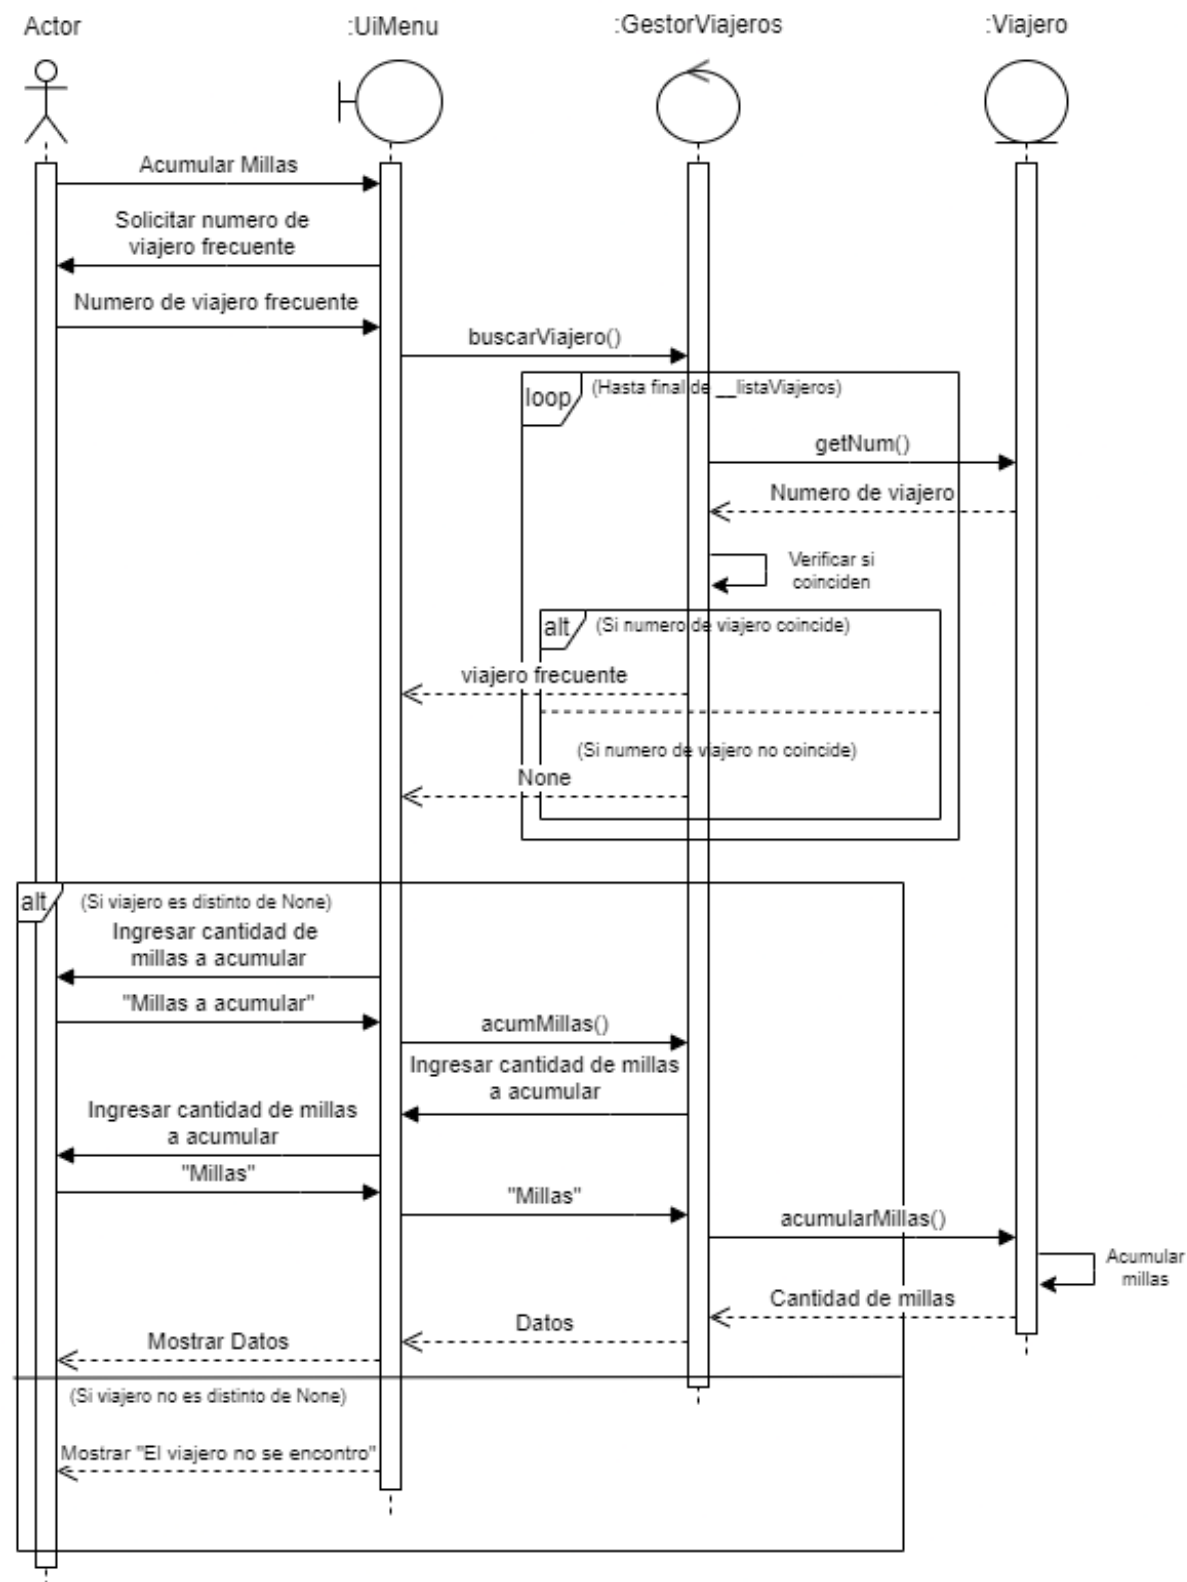 Actor
:UiMenu
:GestorViajeros
:Viajero
Acumular Millas
Solicitar numero de
viajero frecuente
Numero de viajero frecuente
buscarViajero()
loop
(Hasta final de __listaViajeros)
getNum()
Numero de viajero
Verificar si
coinciden
alt
(Si numero de viajero coincide)
viajero frecuente
(Si numero de viajero no coincide)
None
alt
(Si viajero es distinto de None)
Ingresar cantidad de
millas a acumular
"Millas a acumular"
acumMillas()
Ingresar cantidad de millas
a acumular
Ingresar cantidad de millas
a acumular
"Millas"
"Millas"
acumularMillas()
Acumular
millas
Cantidad de millas
Datos
Mostrar Datos
(Si viajero no es distinto de None)
Mostrar "El viajero no se encontro"